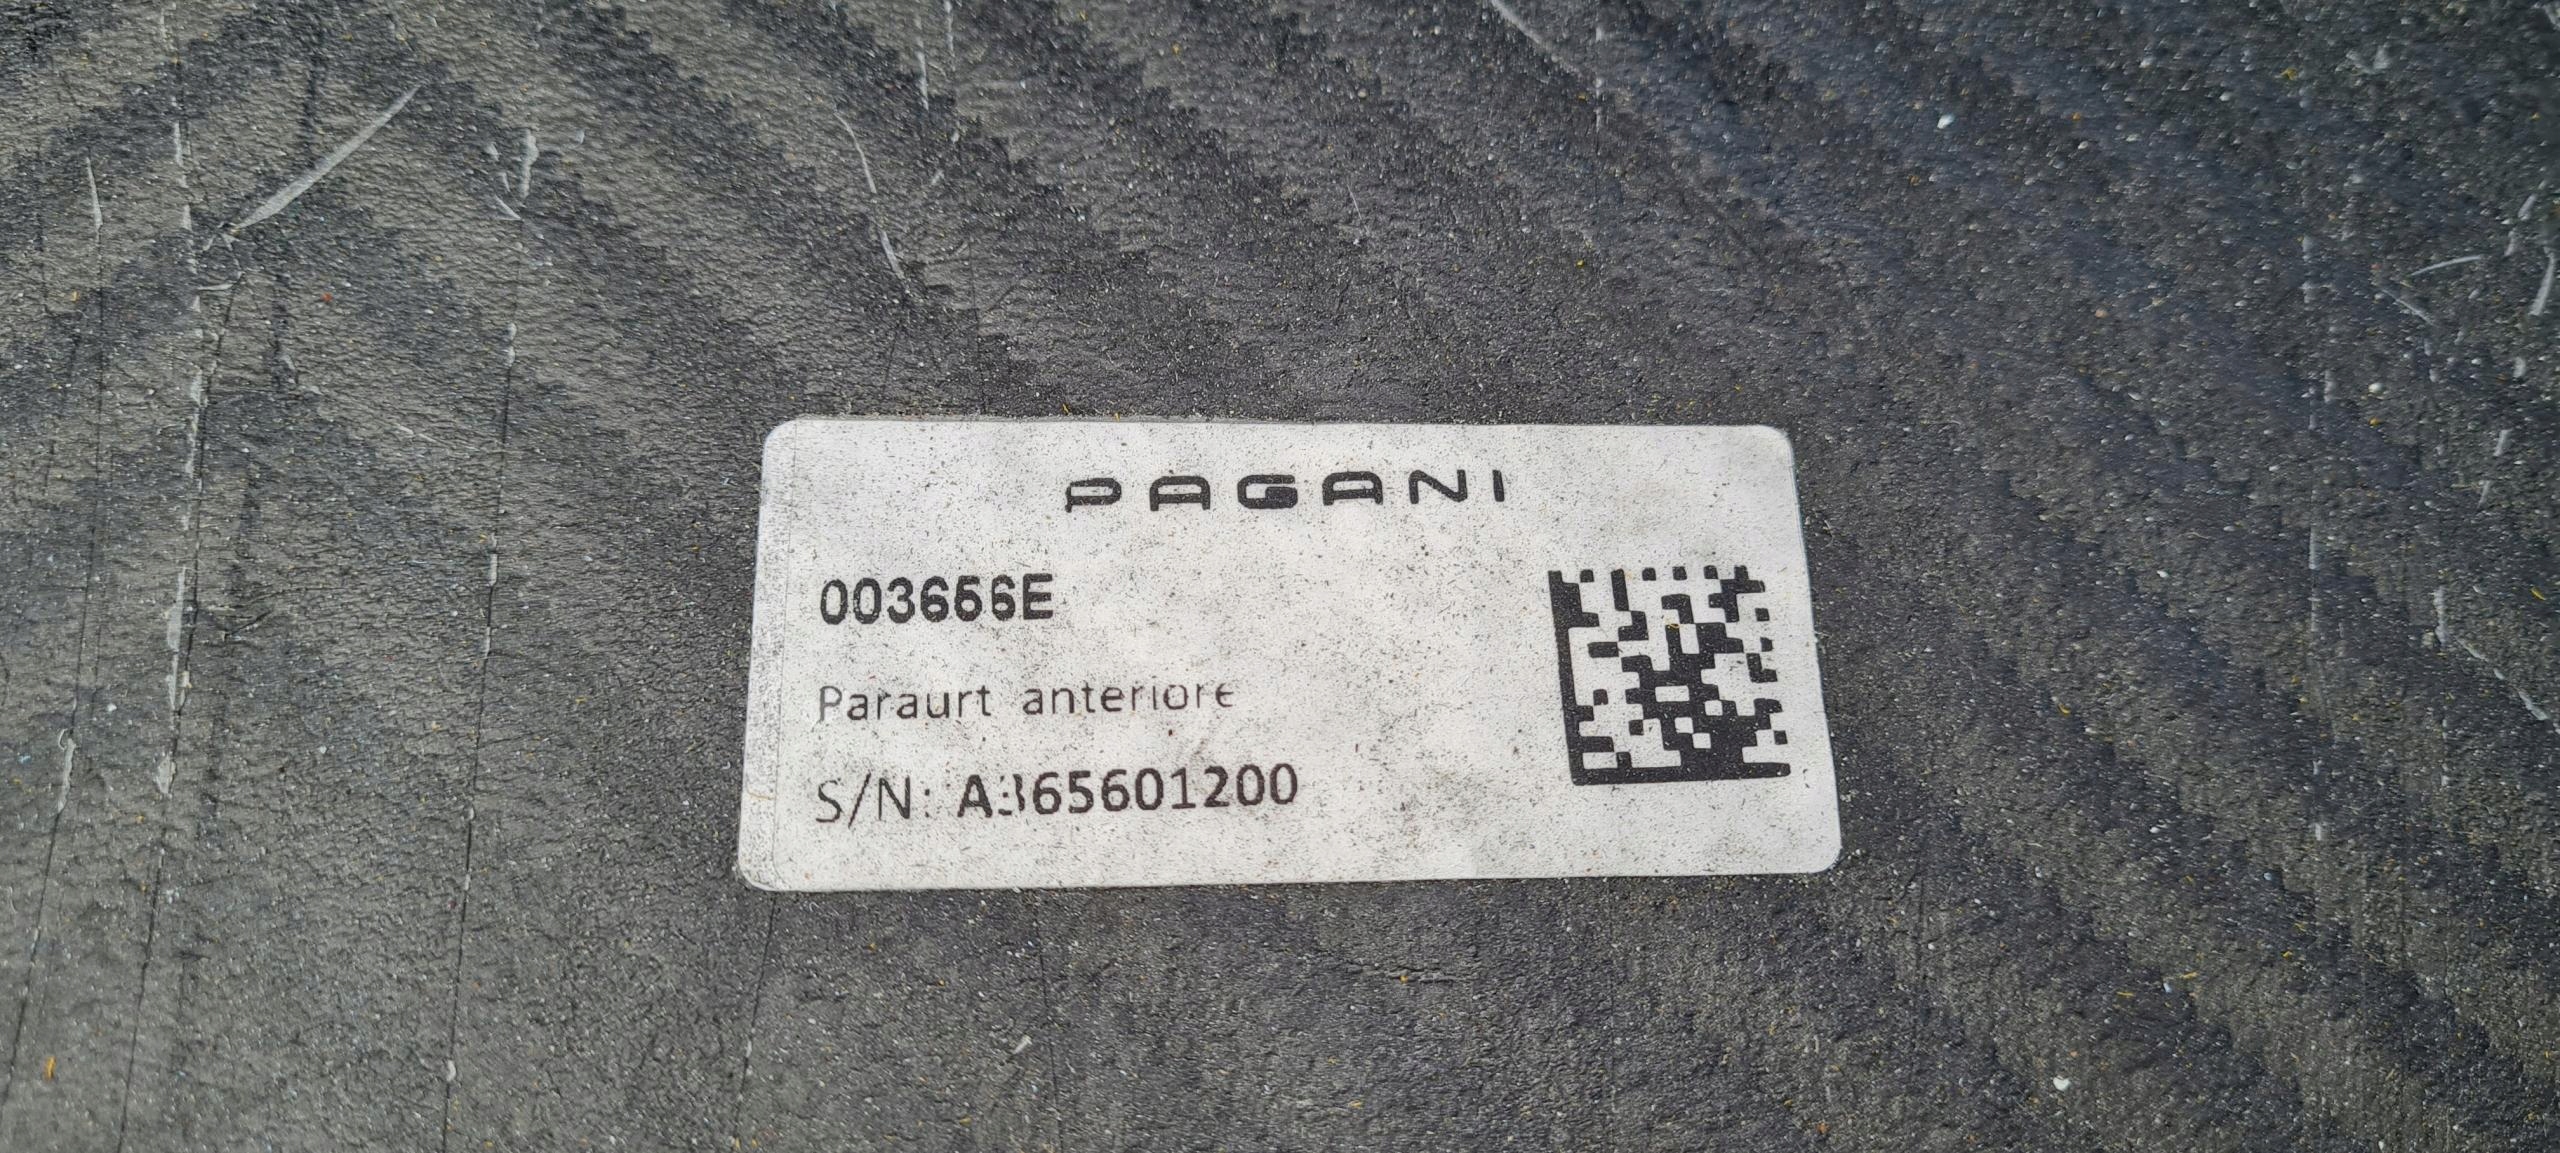 PAGANI
003656E
Paraurt anteriore
S/N: A365601200